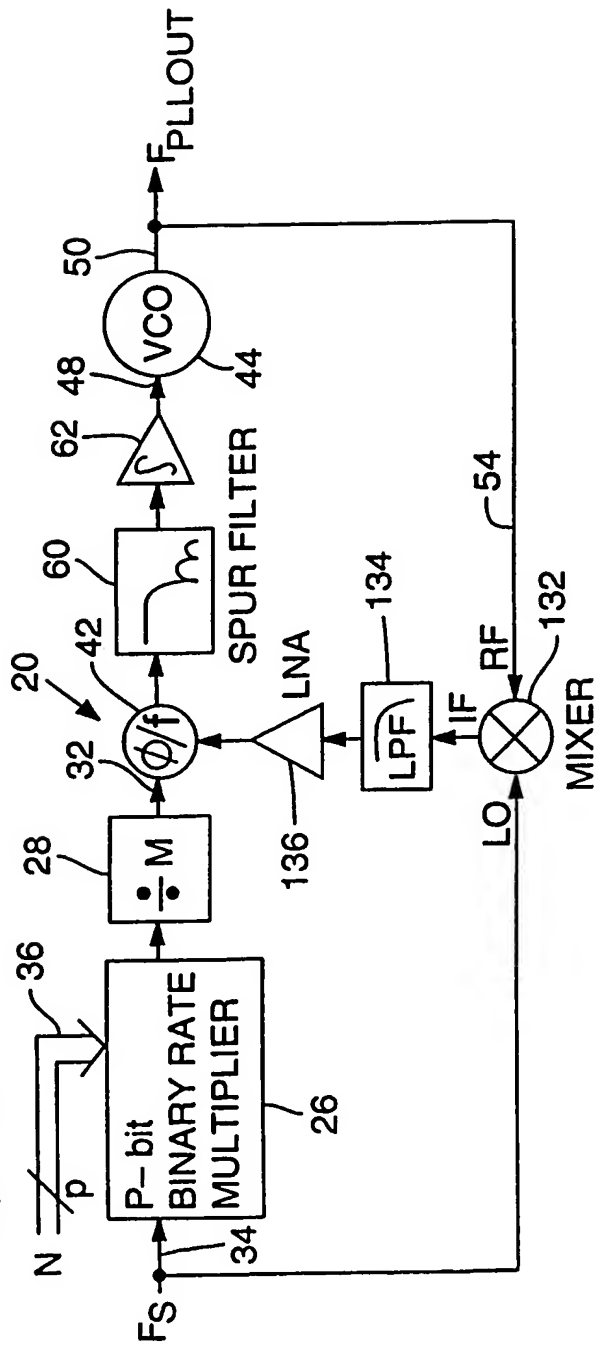 N
p
36
P-bit
BINARY RATE
MULTIPLIER
26
F_S
34
28
÷ M
32
20
42
ϕ/f
60
SPUR FILTER
62
∫
48
VCO
44
50
F_PLLOUT
54
LNA
136
LPF
134
IF
RF
LO
132
MIXER